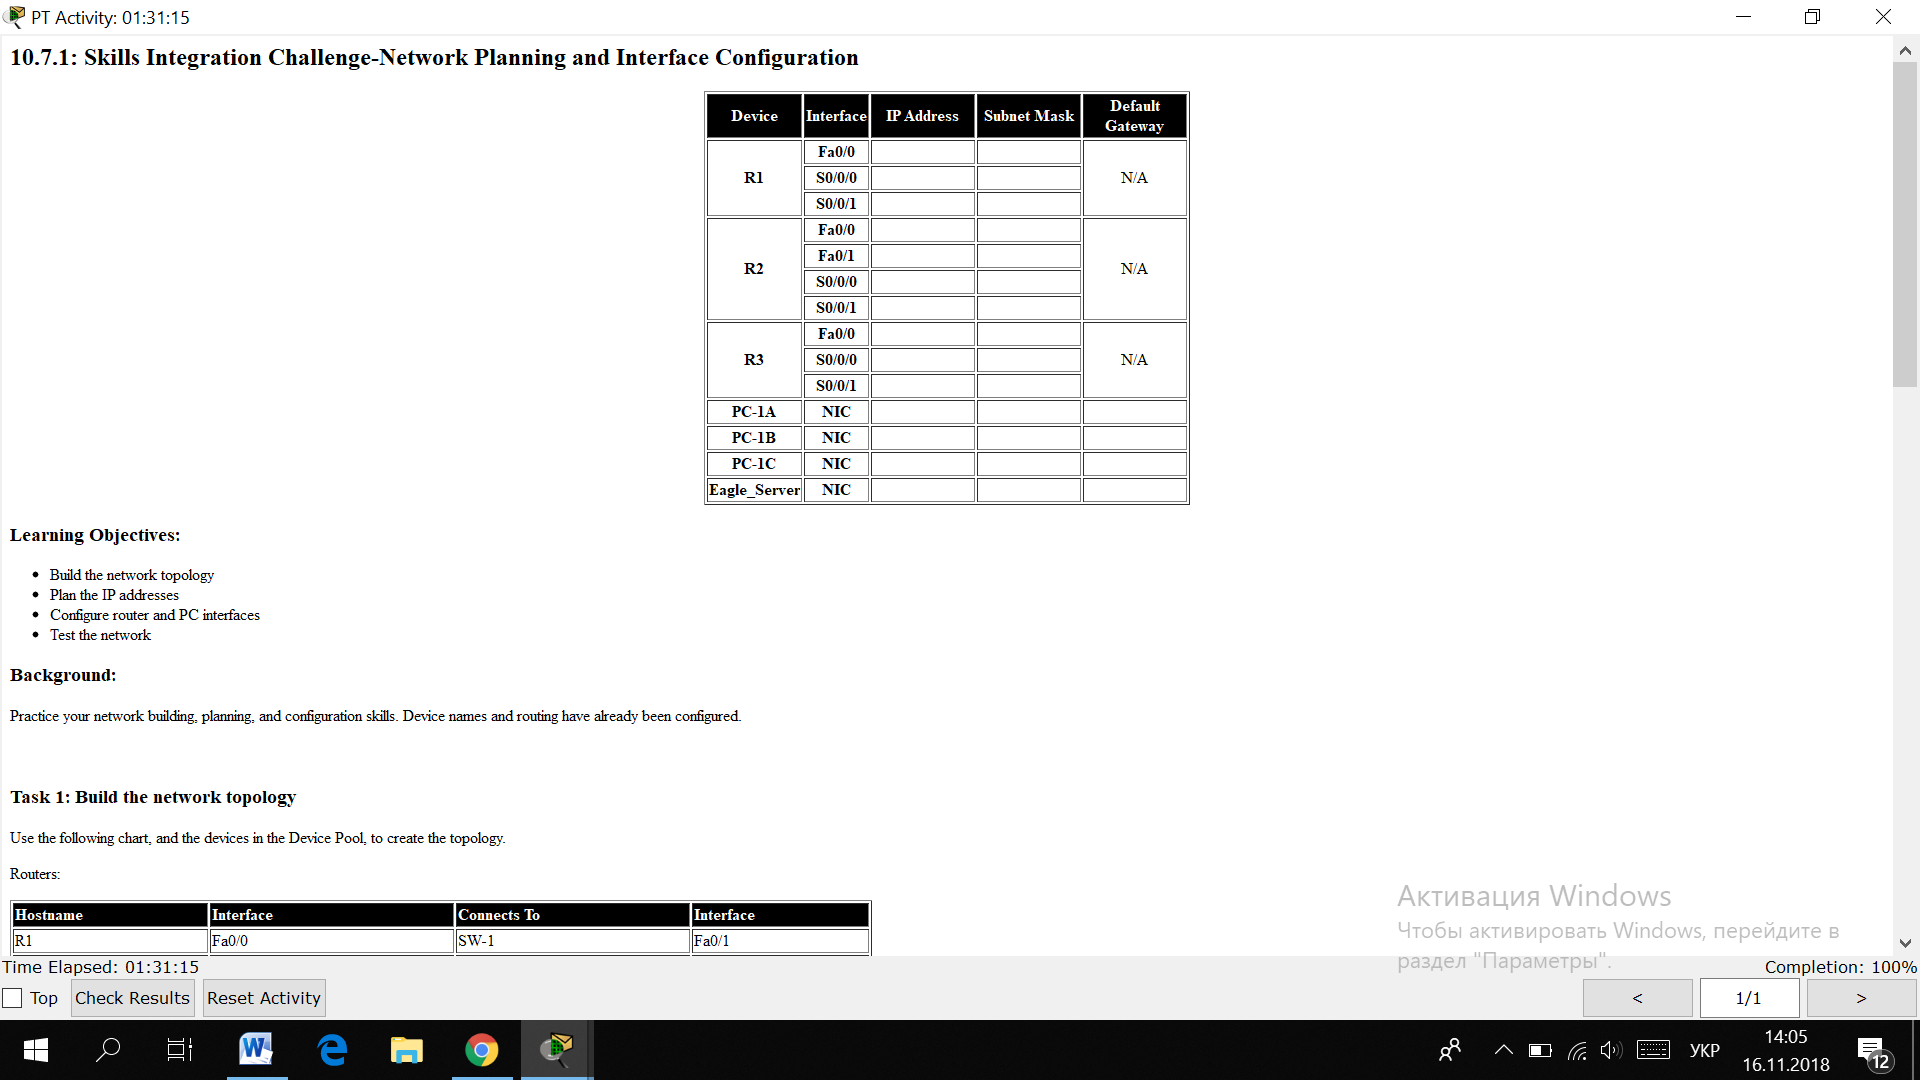 PT Activity: 01:31:15
10.7.1: Skills Integration Challenge-Network Planning and Interface Configuration
Device Interface IP Address Subnet Mask Default Gateway
R1 Fa0/0 N/A
S0/0/0
S0/0/1
R2 Fa0/0 N/A
Fa0/1
S0/0/0
S0/0/1
R3 Fa0/0 N/A
S0/0/0
S0/0/1
PC-1A NIC
PC-1B NIC
PC-1C NIC
Eagle_Server NIC
Learning Objectives:
• Build the network topology
• Plan the IP addresses
• Configure router and PC interfaces
• Test the network
Background:
Practice your network building, planning, and configuration skills. Device names and routing have already been configured.
Task 1: Build the network topology
Use the following chart, and the devices in the Device Pool, to create the topology.
Routers:
Hostname Interface Connects To Interface
R1 Fa0/0 SW-1 Fa0/1
Активация Windows
Чтобы активировать Windows, перейдите в
раздел "Параметры".
Time Elapsed: 01:31:15 Completion: 100%
Top Check Results Reset Activity < 1/1 >
УКР 14:05
16.11.2018
12